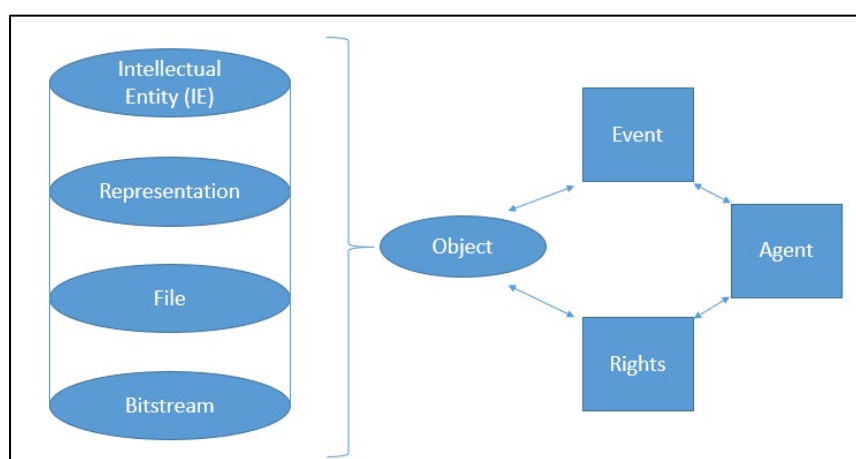 Intellectual
Entity (IE)
Representation
File
Bitstream
Object
Event
Agent
Rights